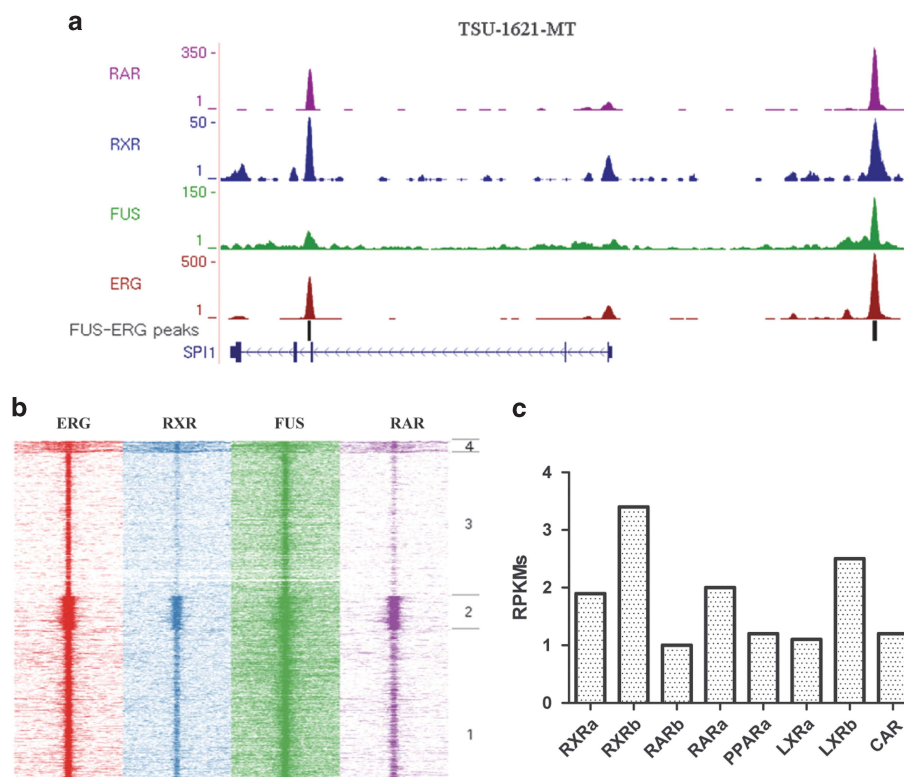 a
TSU-1621-MT
350 -
RAR
1
50 -
RXR
1
150
FUS
1
500 -
ERG
1
FUS-ERG peaks
SPI1
b
ERG RXR FUS RAR
4
3
2
1
c
4
3
2
1
0
RPKMs
RXRa RXRb RARb RARa PPARa LXRa LXRb CAR